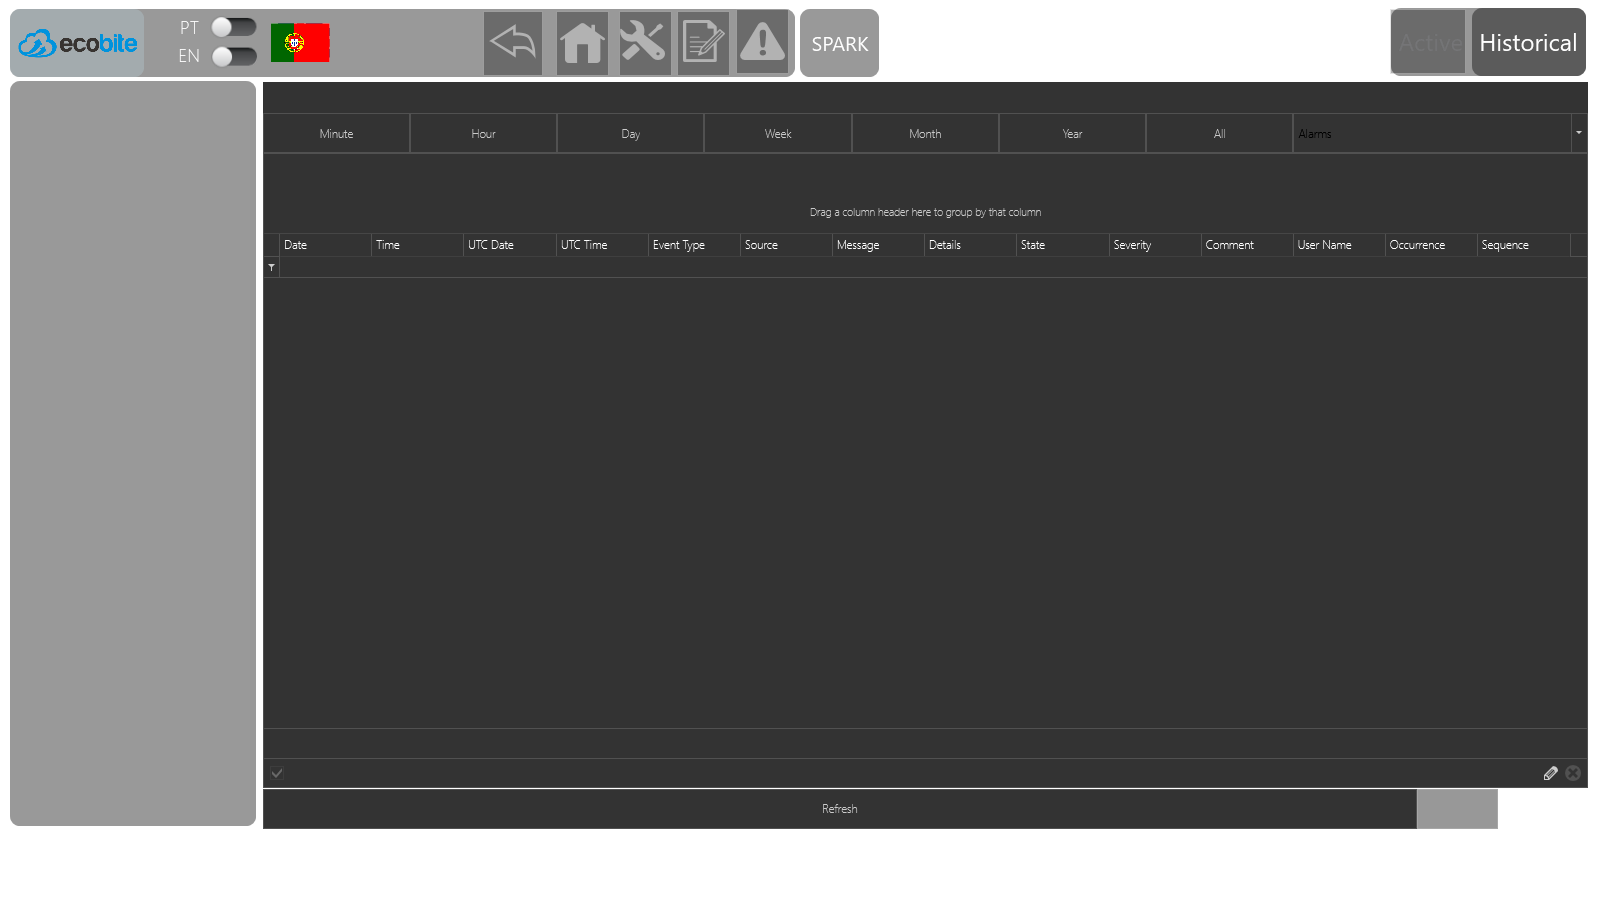 ecobite
PT
EN
SPARK
Active
Historical
Minute
Hour
Day
Week
Month
Year
All
Alarms
Drag a column header here to group by that column
Date
Time
UTC Date
UTC Time
Event Type
Source
Message
Details
State
Severity
Comment
User Name
Occurrence
Sequence
Refresh